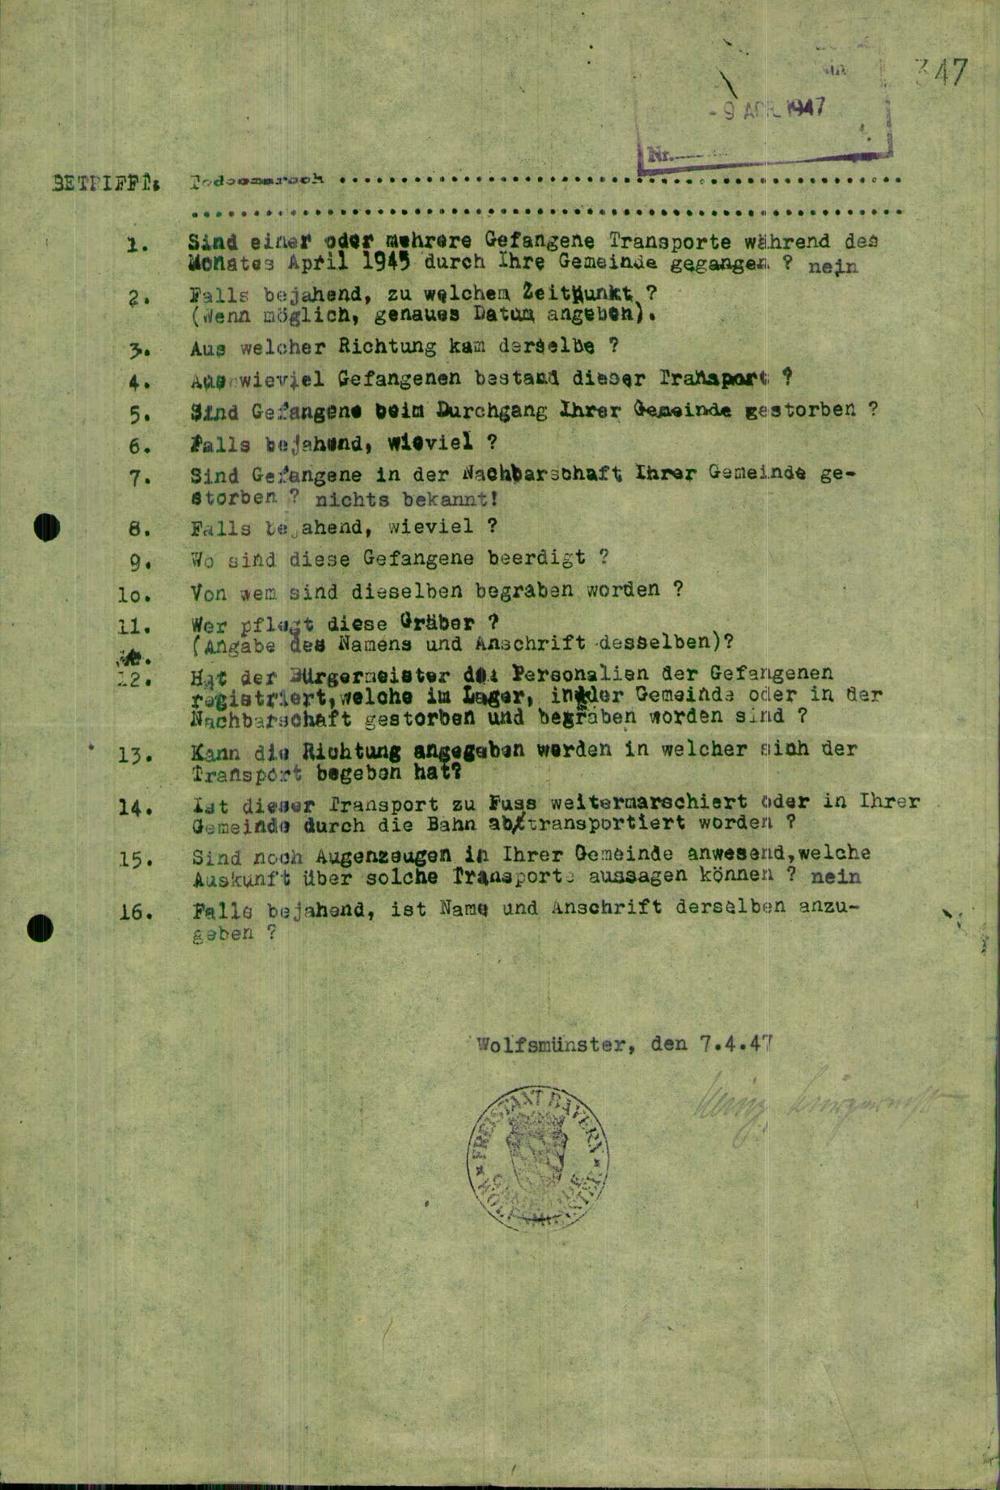 347
- 9 APR. 1947
Nr.
BETRIFFT: Todesmarsch
1. Sind einer oder mehrere Gefangene Transporte während des
Monates April 1945 durch Ihre Gemeinde gegangen ? nein
2. Falls bejahend, zu welchem Zeitpunkt ?
(Wenn möglich, genaues Datum angeben).
3. Aus welcher Richtung kam derselbe ?
4. Aus wieviel Gefangenen bestand dieser Transport ?
5. Sind Gefangene beim Durchgang Ihrer Gemeinde gestorben ?
6. Falls bejahend, wieviel ?
7. Sind Gefangene in der Nachbarschaft Ihrer Gemeinde ge-
storben ? nichts bekannt!
8. Falls bejahend, wieviel ?
9. Wo sind diese Gefangene beerdigt ?
10. Von wem sind dieselben begraben worden ?
11. Wer pflegt diese Gräber ?
(Angabe des Namens und Anschrift desselben)?
12. Hat der Bürgermeister die Personalien der Gefangenen
registriert, welche im Lager, in der Gemeinde oder in der
Nachbarschaft gestorben und begraben worden sind ?
13. Kann die Richtung angegeben werden in welcher sich der
Transport begeben hat?
14. Ist dieser Transport zu Fuss weitermarschiert oder in Ihrer
Gemeinde durch die Bahn abtransportiert worden ?
15. Sind noch Augenzeugen in Ihrer Gemeinde anwesend, welche
Auskunft über solche Transporte aussagen können ? nein
16. Falls bejahend, ist Name und Anschrift derselben anzu-
geben ?
Wolfsmünster, den 7.4.47
FREISTAAT BAYERN
GEMEINDE
WOLFSMÜNSTER